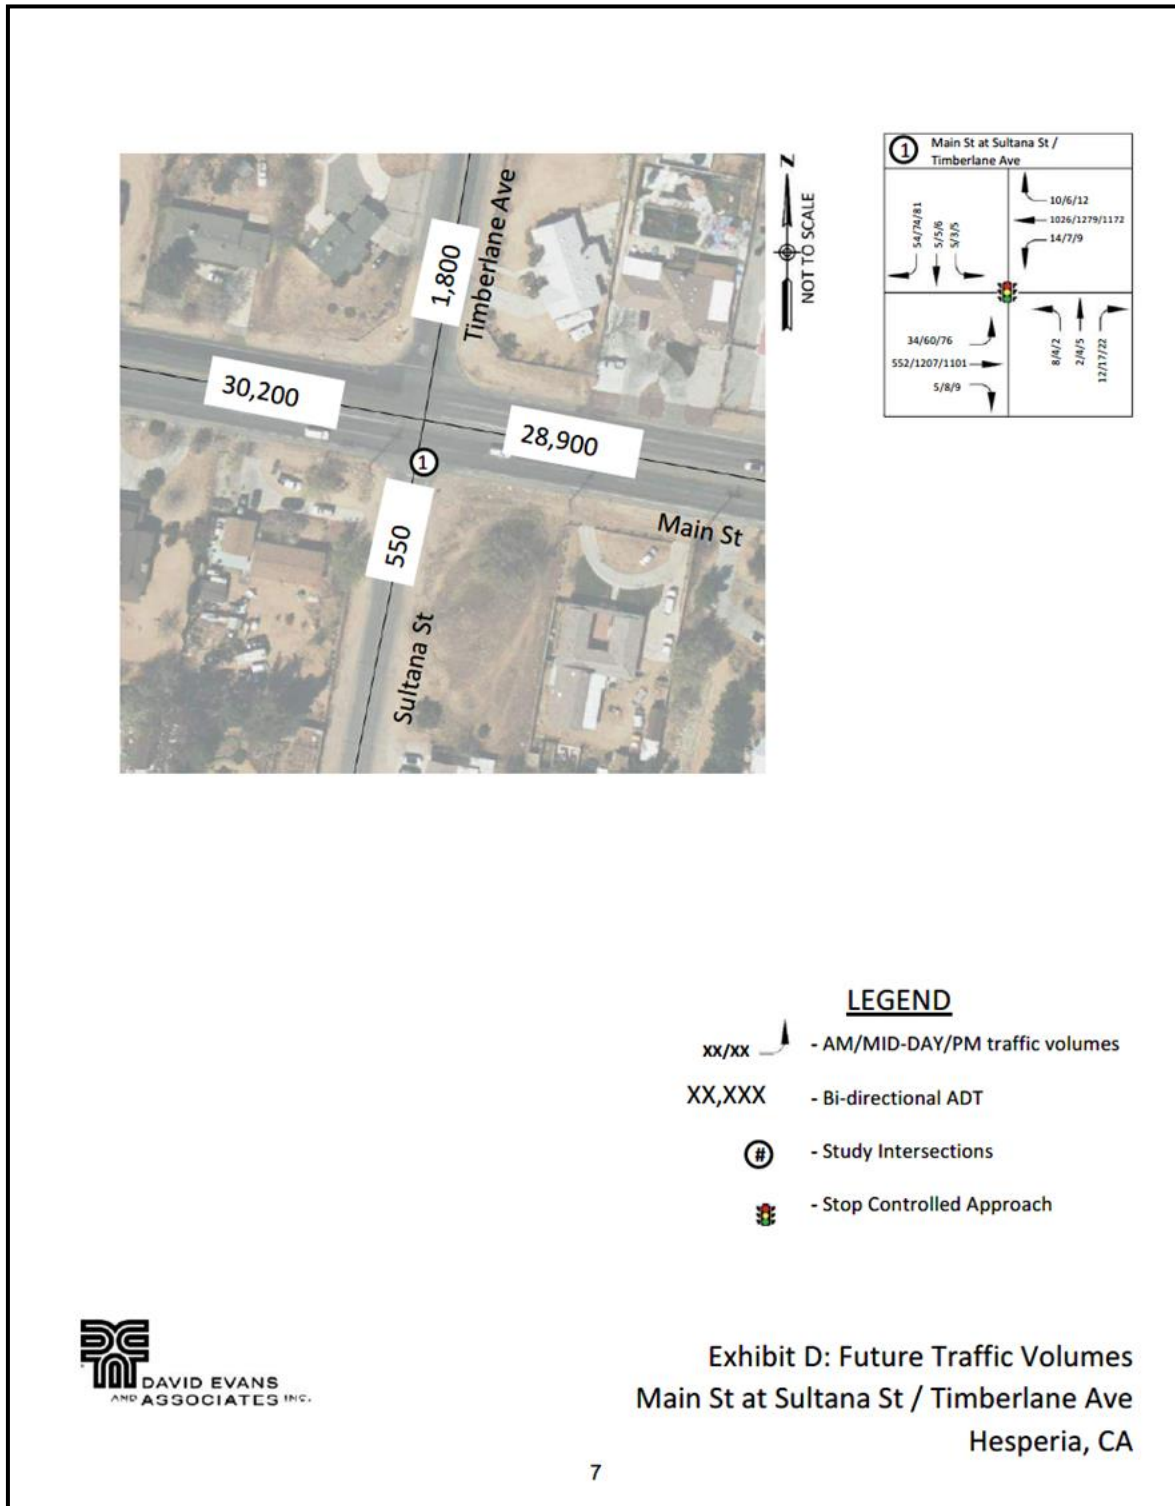 1 Main St at Sultana St /
Timberlane Ave
54/74/81
5/5/6
5/3/5
10/6/12
1026/1279/1172
14/7/9
34/60/76
552/1207/1101
5/8/9
8/4/2
2/4/5
12/17/22
Z
NOT TO SCALE
1,800
Timberlane Ave
30,200
28,900
1
Main St
550
Sultana St
LEGEND
xx/xx - AM/MID-DAY/PM traffic volumes
XX,XXX - Bi-directional ADT
# - Study Intersections
- Stop Controlled Approach
DAVID EVANS
AND ASSOCIATES INC.
Exhibit D: Future Traffic Volumes
Main St at Sultana St / Timberlane Ave
Hesperia, CA
7